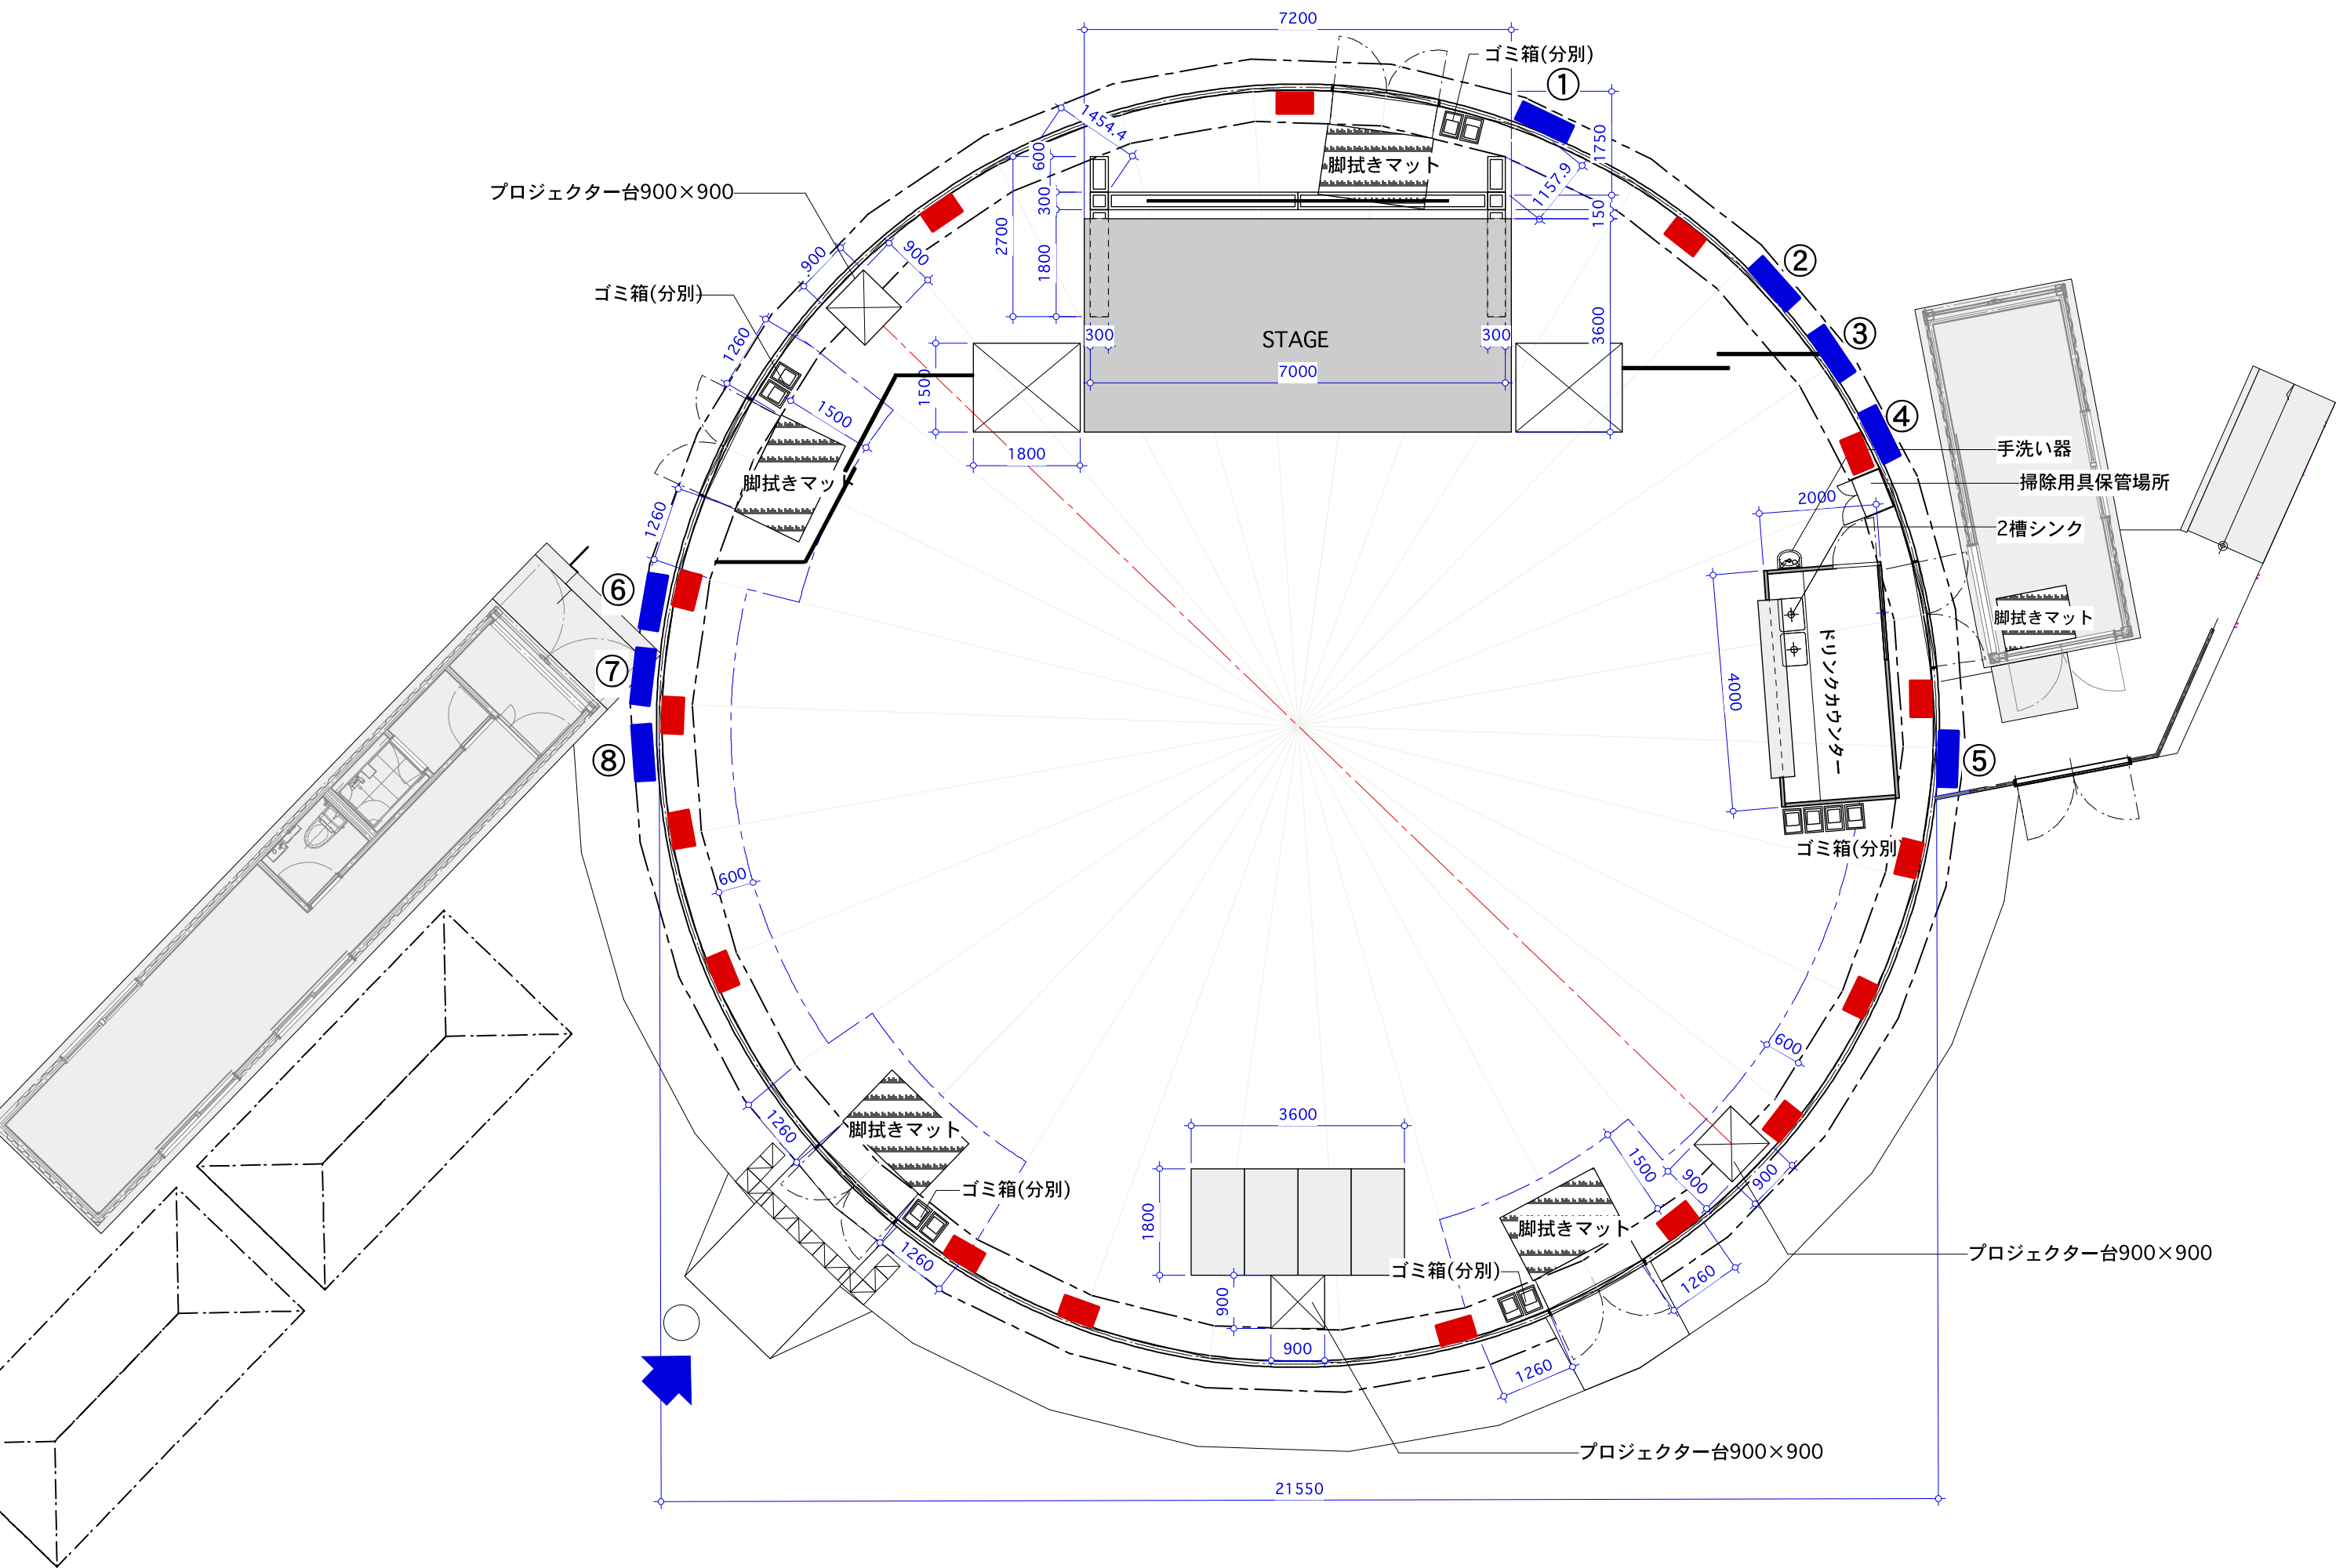 7200
ゴミ箱(分別)
①
1454.4
600
1750
脚拭きマット
1157.9
プロジェクター台900×900
300
150
2700
900
900
1800
②
ゴミ箱(分別)
1260
300
STAGE
300
3600
③
7000
1500
1500
④
1800
手洗い器
脚拭きマット
掃除用具保管場所
2000
1260
2槽シンク
⑥
脚拭きマット
⑦
4000
ドリンクカウンター
⑧
⑤
ゴミ箱(分別)
600
600
3600
1260
脚拭きマット
1500
900
900
ゴミ箱(分別)
1800
脚拭きマット
1260
ゴミ箱(分別)
プロジェクター台900×900
1260
900
900
1260
プロジェクター台900×900
21550